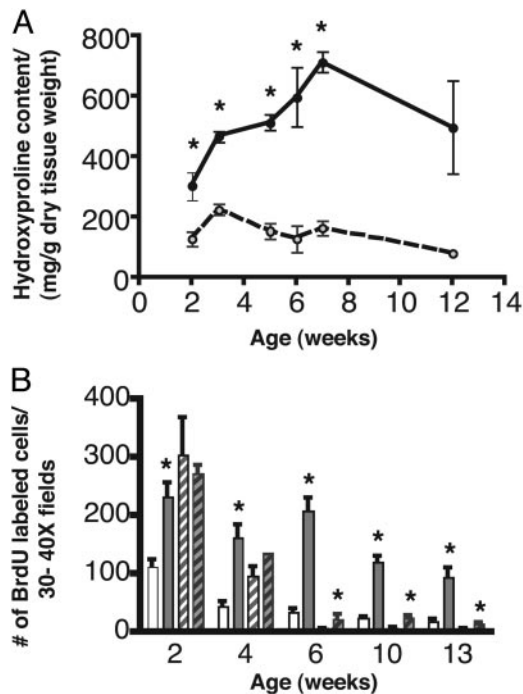 A
Hydroxyproline content/
(mg/g dry tissue weight)
800
600
400
200
0
0 2 4 6 8 10 12 14
Age (weeks)
* * * * *
B
# of BrdU labeled cells/
30- 40X fields
400
300
200
100
0
* * * * * * * *
2 4 6 10 13
Age (weeks)